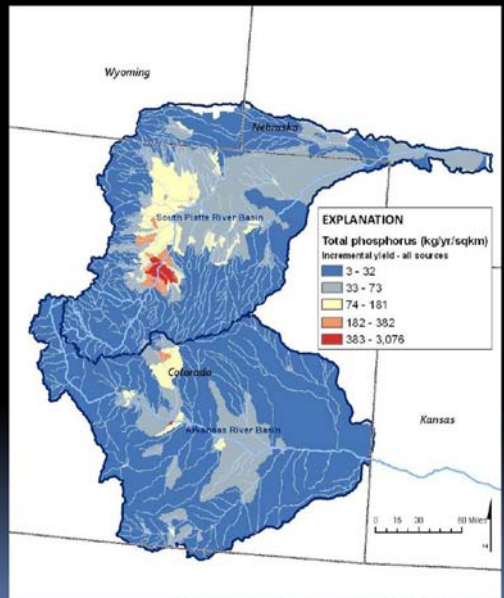 Wyoming
Nebraska
South Platte River Basin
EXPLANATION
Total phosphorus (kg/yr/sqkm)
Incremental yield - all sources
3 - 32
33 - 73
74 - 181
182 - 382
383 - 3,076
Colorado
Kansas
Arkansas River Basin
0 15 30 60 Miles
N